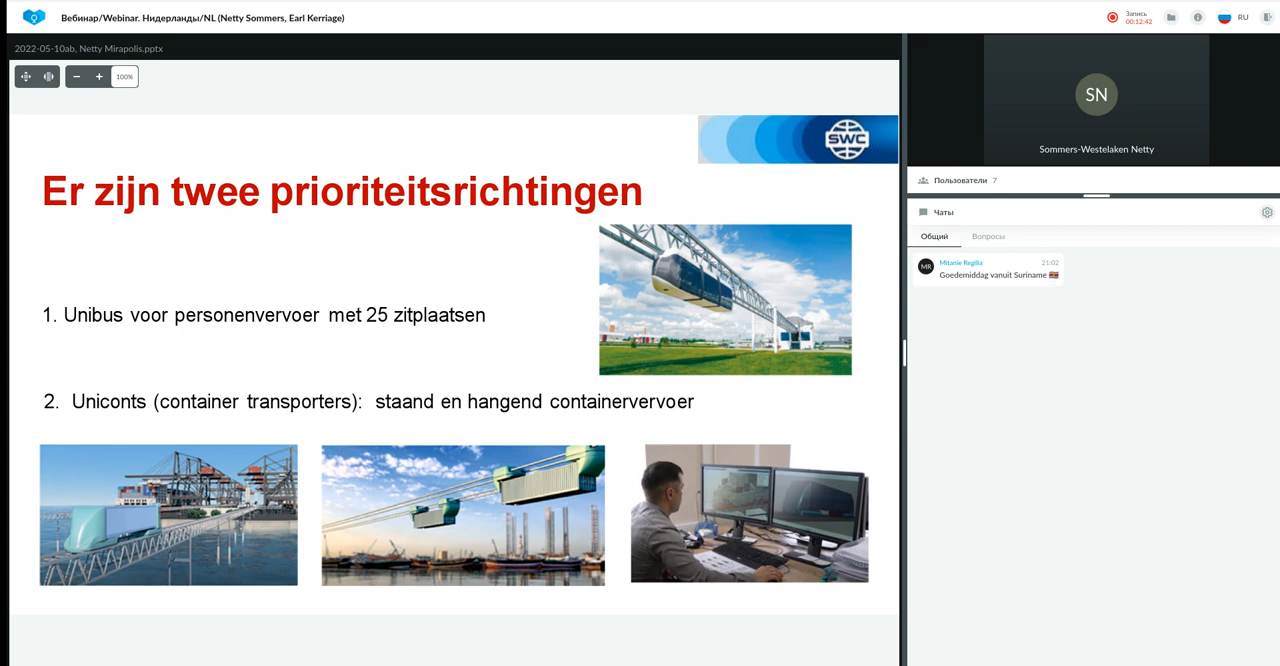 Вебинар/Webinar. Нидерланды/NL (Netty Sommers, Earl Kerriage)
Запись
00:12:42
RU
2022-05-10ab, Netty Mirapolis.pptx
100%
SWC
Er zijn twee prioriteitsrichtingen
1. Unibus voor personenvervoer met 25 zitplaatsen
2. Uniconts (container transporters): staand en hangend containervervoer
SN
Sommers-Westelaken Netty
Пользователи 7
Чаты
Общий Вопросы
MR
Mitanie Regilia 21:02
Goedemiddag vanuit Suriname 🇸🇷